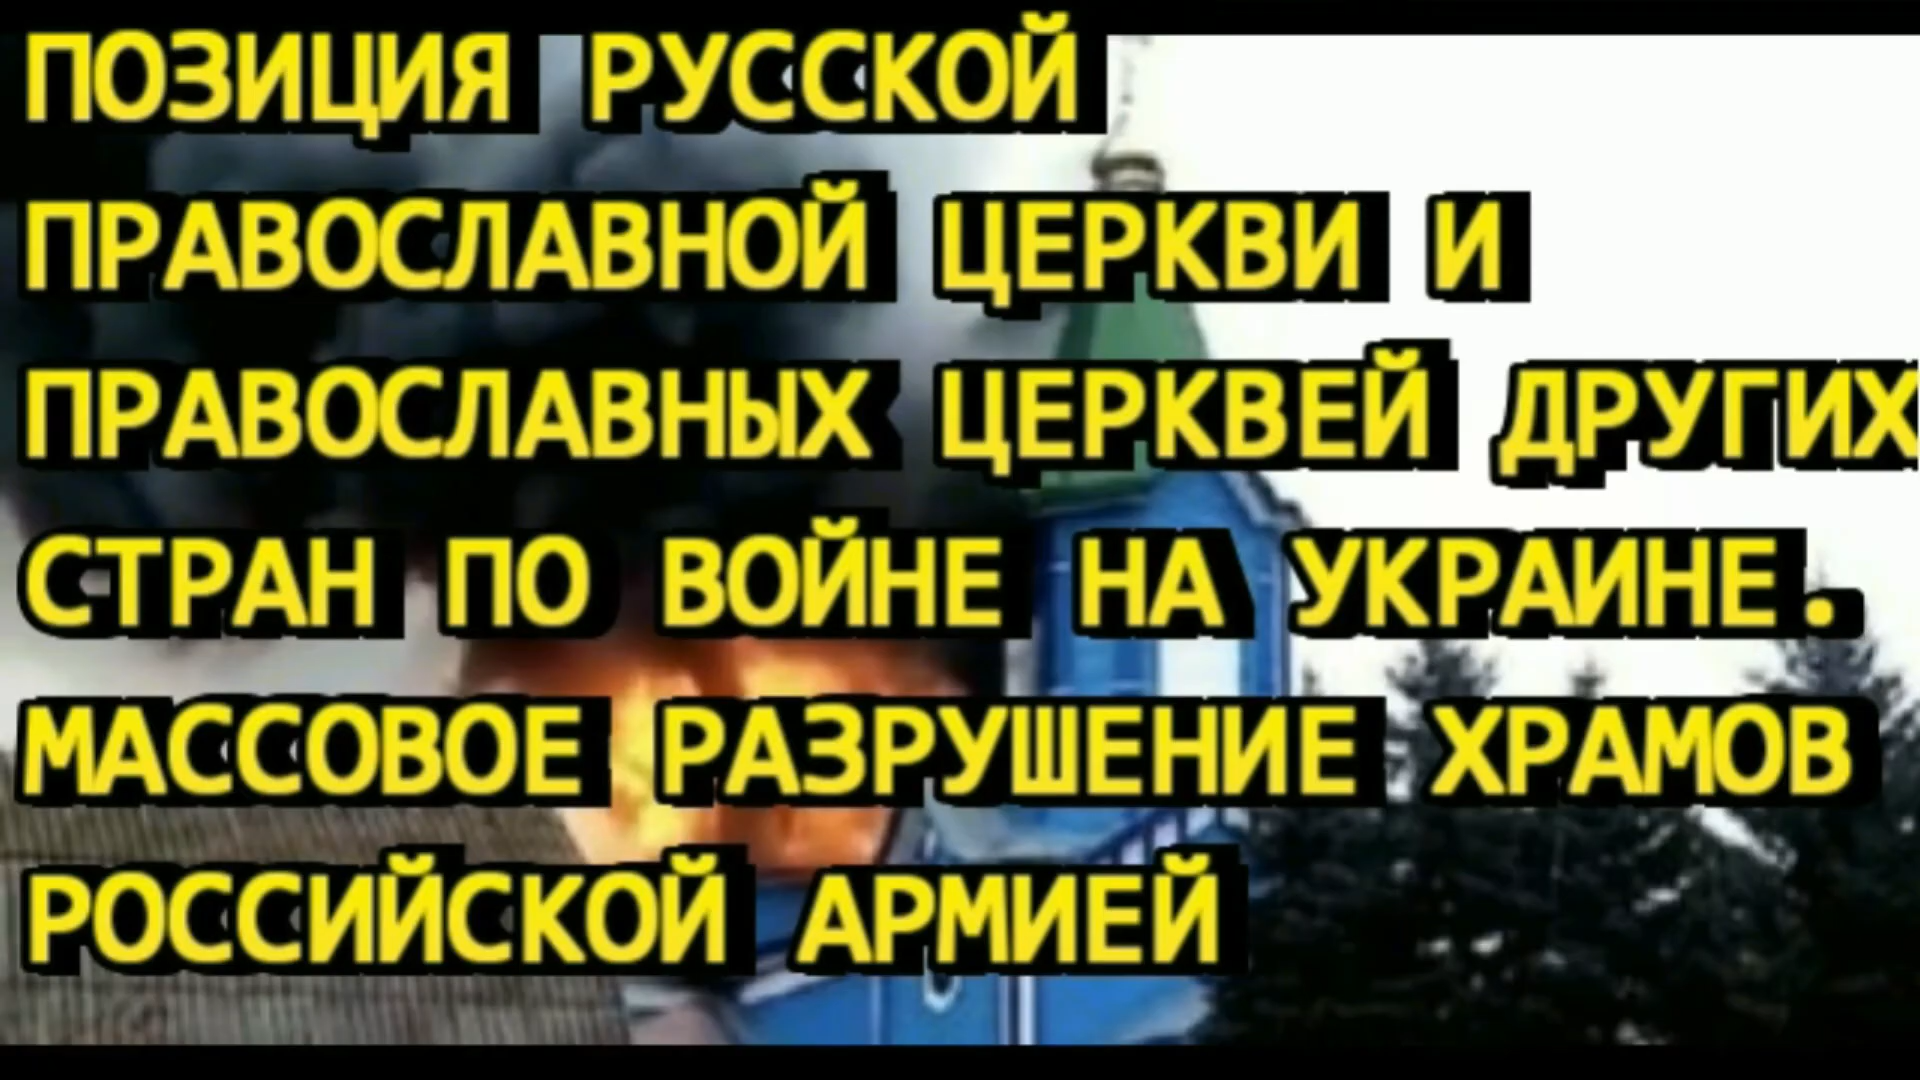 ПОЗИЦИЯ РУССКОЙ
ПРАВОСЛАВНОЙ ЦЕРКВИ И
ПРАВОСЛАВНЫХ ЦЕРКВЕЙ ДРУГИХ
СТРАН ПО ВОЙНЕ НА УКРАИНЕ.
МАССОВОЕ РАЗРУШЕНИЕ ХРАМОВ
РОССИЙСКОЙ АРМИЕЙ